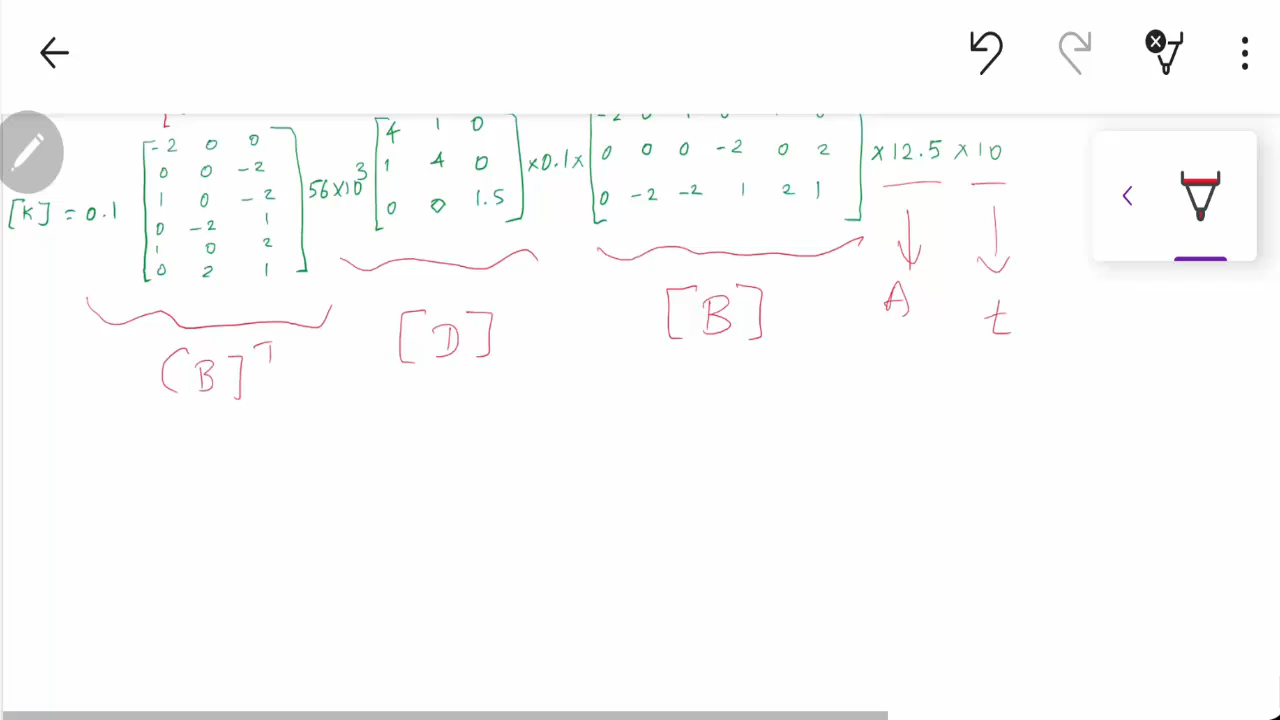 [K] = 0.1 [-2 0 0; 0 0 -2; 1 0 -2; 0 -2 1; 1 0 2; 0 2 1] 56×10³ [4 1 0; 1 4 0; 0 0 1.5] ×0.1× [0 0 0 -2 0 2; 0 -2 -2 1 2 1] ×12.5 ×10
[B]ᵀ [D] [B] A t